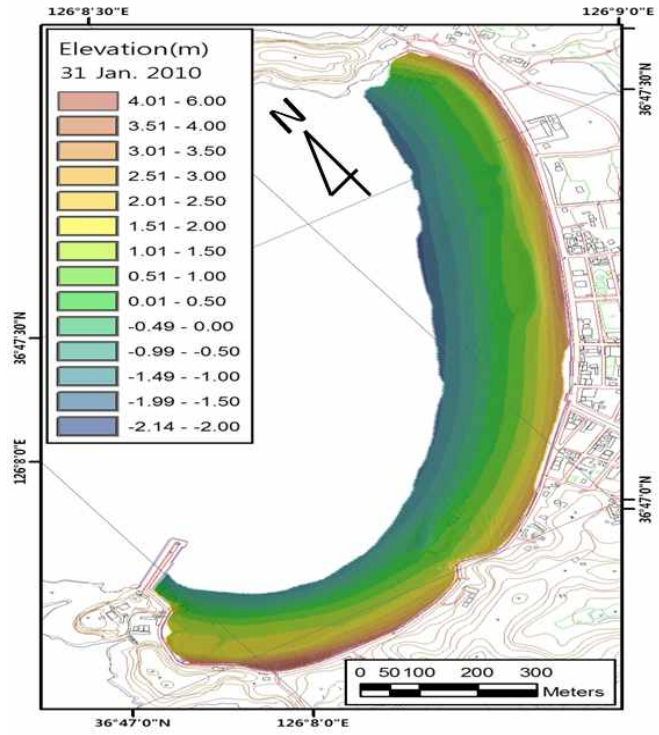 126°8'30"E
126°9'0"E
Elevation(m)
31 Jan. 2010
4.01 - 6.00
3.51 - 4.00
3.01 - 3.50
2.51 - 3.00
2.01 - 2.50
1.51 - 2.00
1.01 - 1.50
0.51 - 1.00
0.01 - 0.50
-0.49 - 0.00
-0.99 - -0.50
-1.49 - -1.00
-1.99 - -1.50
-2.14 - -2.00
N
36°47'30"N
36°47'30"N
126°8'0"E
36°47'0"N
0 50 100 200 300
Meters
36°47'0"N
126°8'0"E